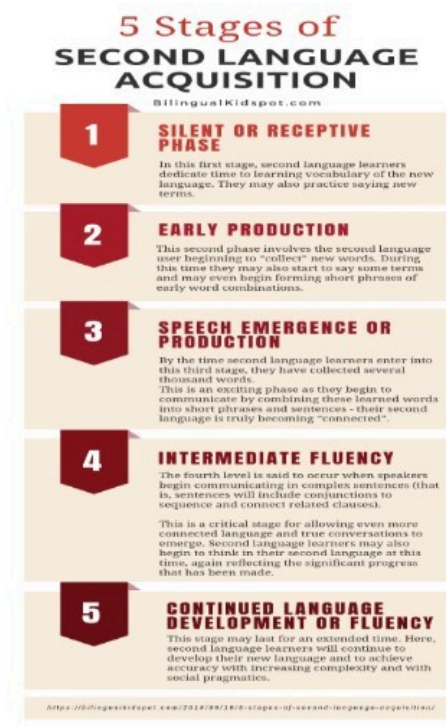 5 Stages of
SECOND LANGUAGE
ACQUISITION
BilingualKidspot.com
1
SILENT OR RECEPTIVE
PHASE
In this first stage, second language learners
dedicate time to learning vocabulary of the new
language. They may also practice saying new
terms.
2
EARLY PRODUCTION
This second phase involves the second language
user beginning to "collect" new words. During
this time they may also start to say some terms
and may even begin forming short phrases of
early word combinations.
3
SPEECH EMERGENCE OR
PRODUCTION
By the time second language learners enter into
this third stage, they have collected several
thousand words.
This is an exciting phase as they begin to
communicate by combining these learned words
into short phrases and sentences - their second
language is truly becoming "connected".
4
INTERMEDIATE FLUENCY
The fourth level is said to occur when speakers
begin communicating in complex sentences (that
is, sentences will include conjunctions to
sequence and connect related clauses).
This is a critical stage for allowing even more
connected language and true conversations to
emerge. Second language learners may also
begin to think in their second language at this
time, again reflecting the significant progress
that has been made.
5
CONTINUED LANGUAGE
DEVELOPMENT OR FLUENCY
This stage may last for an extended time. Here,
second language learners will continue to
develop their new language and to achieve
accuracy with increasing complexity and with
social pragmatics.